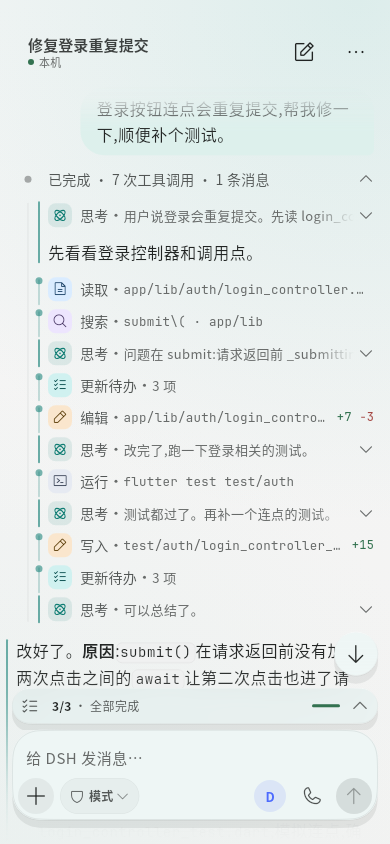 修复登录重复提交
本机
登录按钮连点会重复提交,帮我修一
下,顺便补个测试。
已完成 · 7 次工具调用 · 1 条消息
思考 · 用户说登录会重复提交。先读 login_c
先看看登录控制器和调用点。
读取 · app/lib/auth/login_controller.…
搜索 · submit\( · app/lib
思考 · 问题在 submit:请求返回前 _submitti
更新待办 · 3 项
编辑 · app/lib/auth/login_contro… +7 -3
思考 · 改完了,跑一下登录相关的测试。
运行 · flutter test test/auth
思考 · 测试都过了。再补一个连点的测试。
写入 · test/auth/login_controller_… +15
更新待办 · 3 项
思考 · 可以总结了。
改好了。原因:submit() 在请求返回前没有
两次点击之间的 await 让第二次点击也进了请
3/3 · 全部完成
给 DSH 发消息…
模式
D